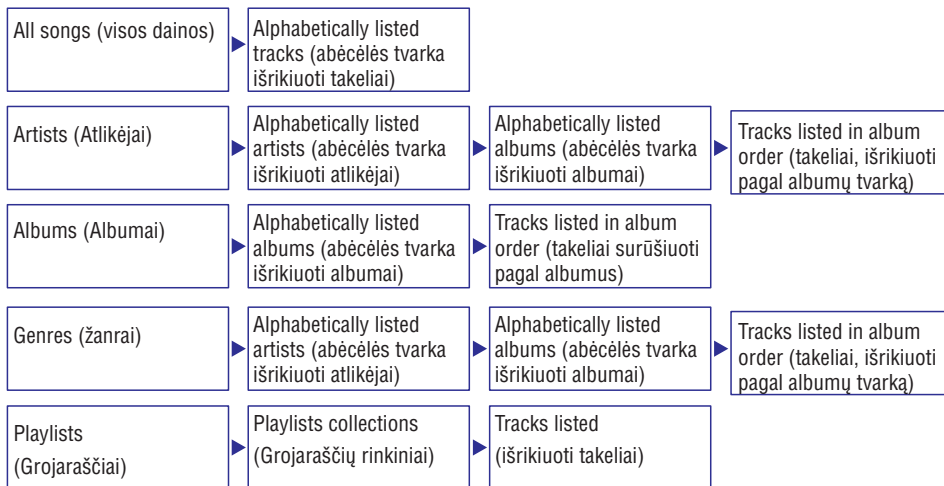 All songs (visos dainos)
Alphabetically listed
tracks (abėcėlės tvarka
išrikiuoti takeliai)
Artists (Atlikėjai)
Alphabetically listed
artists (abėcėlės tvarka
išrikiuoti atlikėjai)
Alphabetically listed
albums (abėcėlės tvarka
išrikiuoti albumai)
Tracks listed in album
order (takeliai, išrikiuoti
pagal albumų tvarką)
Albums (Albumai)
Alphabetically listed
albums (abėcėlės tvarka
išrikiuoti albumai)
Tracks listed in album
order (takeliai surūšiuoti
pagal albumus)
Genres (žanrai)
Alphabetically listed
artists (abėcėlės tvarka
išrikiuoti atlikėjai)
Alphabetically listed
albums (abėcėlės tvarka
išrikiuoti albumai)
Tracks listed in album
order (takeliai, išrikiuoti
pagal albumų tvarką)
Playlists
(Grojaraščiai)
Playlists collections
(Grojaraščių rinkiniai)
Tracks listed
(išrikiuoti takeliai)